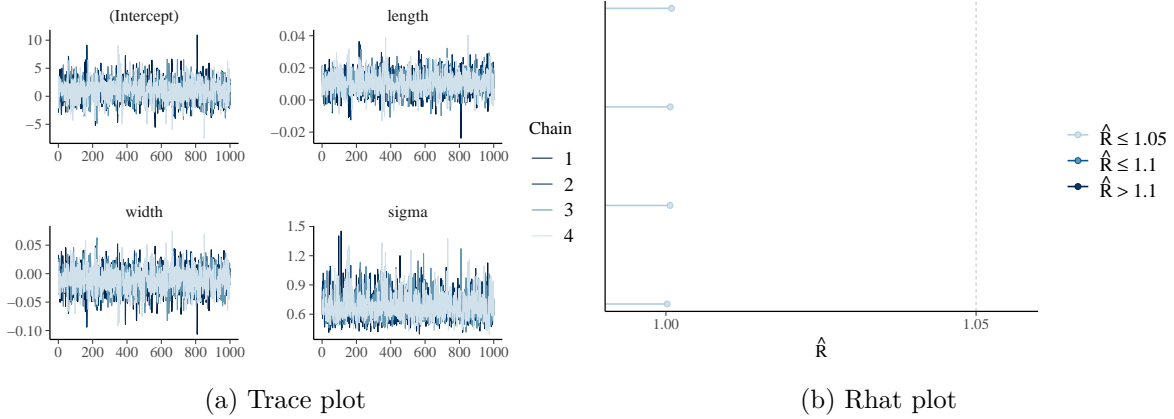 (Intercept)
length
10
5
0
−5
0.04
0.02
0.00
−0.02
0 200 400 600 800 1000
0 200 400 600 800 1000
width
sigma
0.05
0.00
−0.05
−0.10
1.5
1.2
0.9
0.6
0 200 400 600 800 1000
0 200 400 600 800 1000
Chain
1
2
3
4
(a) Trace plot
R̂ ≤ 1.05
R̂ ≤ 1.1
R̂ > 1.1
1.00 1.05
R̂
(b) Rhat plot